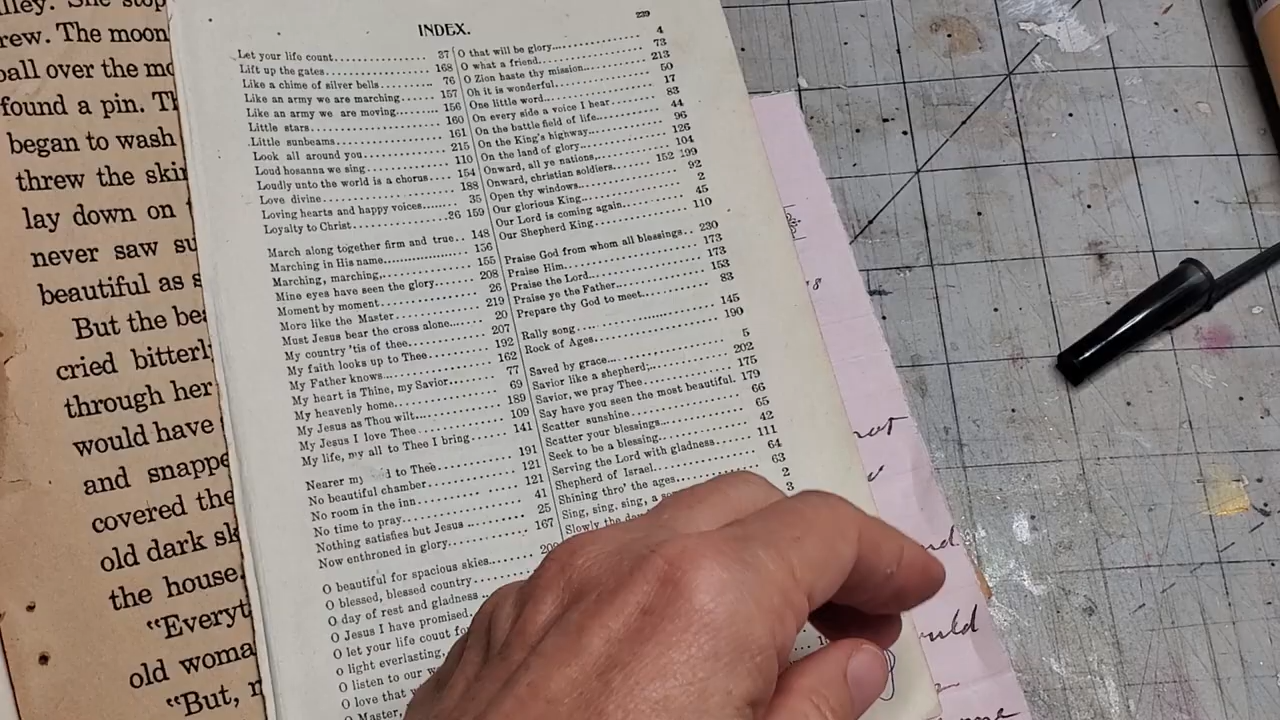 lley. She stop
rew. The moon
ball over the mo
found a pin. Th
began to wash
threw the skin
lay down on
never saw su
beautiful as s
But the bea
cried bitterl
through her
would have
and snappe
covered the
old dark sk
the house.
"Everyt
old woma
"But, n
239
INDEX.
Let your life count 37
Lift up the gates 168
Like a chime of silver bells 76
Like an army we are marching 157
Like an army we are moving 156
Little stars 160
Little sunbeams 161
Look all around you 215
Loud hosanna we sing 110
Loudly unto the world is a chorus 154
Love divine 188
Loving hearts and happy voices 35
Loyalty to Christ 26 159
March along together firm and true 148
Marching in His name 136
Marching, marching, 155
Mine eyes have seen the glory 208
Moment by moment 26
More like the Master 219
Must Jesus bear the cross alone 20
My country 'tis of thee 207
My faith looks up to Thee 192
My Father knows 162
My heart is Thine, my Savior 77
My heavenly home 69
My Jesus as Thou wilt 189
My Jesus I love Thee 109
My life, my all to Thee I bring 141
Nearer my d to Thee 191
No beautiful chamber 121
No room in the inn 121
No time to pray 41
Nothing satisfies but Jesus 25
Now enthroned in glory 167
O beautiful for spacious skies
O blessed, blessed country
O day of rest and gladness
O Jesus I have promised
O let your life count
O light everlasting,
O listen to our
O love that
O Master,
O that will be glory 4
O what a friend 73
O Zion haste thy mission 213
Oh it is wonderful 50
One little word 17
On every side a voice I hear 83
On the battle field of life 44
On the King's highway 96
On the land of glory 126
Onward, all ye nations, 104
Onward, christian soldiers 152 199
Open thy windows 92
Our glorious King 2
Our Lord is coming again 45
Our Shepherd King 110
Praise God from whom all blessings 230
Praise Him 173
Praise the Lord 173
Praise ye the Father 153
Prepare thy God to meet 83
Rally song 145
Rock of Ages 190
Saved by grace 5
Savior like a shepherd; 202
Savior, we pray Thee 175
Say have you seen the most beautiful. 179
Scatter sunshine 66
Scatter your blessings 65
Seek to be a blessing 42
Serving the Lord with gladness 111
Shepherd of Israel 64
Shining thro' the ages 63
Sing, sing, sing, a 2
Slowly the 3
not